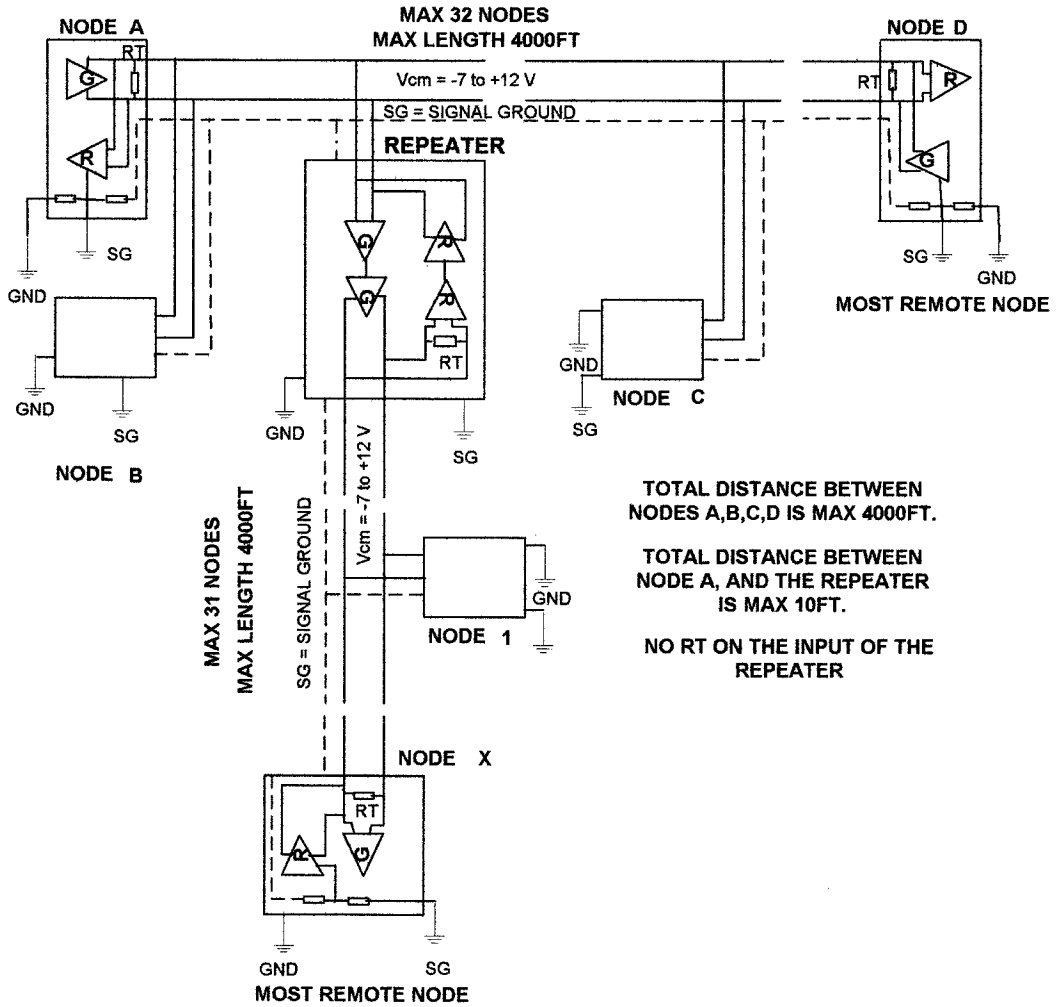 MAX 32 NODES
MAX LENGTH 4000FT
NODE A
NODE D
RT
G
Vcm = -7 to +12 V
RT
R
SG = SIGNAL GROUND
R
REPEATER
G
SG
GND
SG
GND
MOST REMOTE NODE
G
R
G
R
RT
GND
SG
NODE B
GND
SG
GND
SG
NODE C
MAX 31 NODES
MAX LENGTH 4000FT
SG = SIGNAL GROUND
Vcm = -7 to +12 V
TOTAL DISTANCE BETWEEN
NODES A,B,C,D IS MAX 4000FT.
TOTAL DISTANCE BETWEEN
NODE A, AND THE REPEATER
IS MAX 10FT.
NO RT ON THE INPUT OF THE
REPEATER
GND
NODE 1
NODE X
RT
R
G
GND
SG
MOST REMOTE NODE